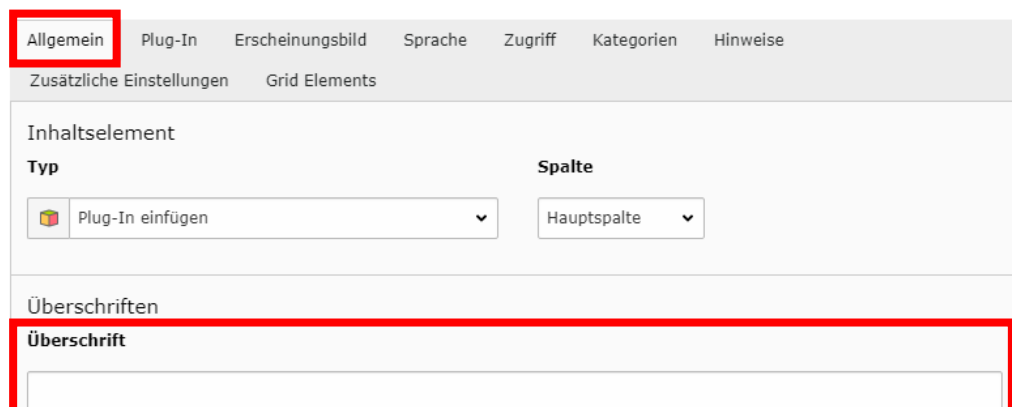 Allgemein Plug-In Erscheinungsbild Sprache Zugriff Kategorien Hinweise
Zusätzliche Einstellungen Grid Elements
Inhaltselement
Typ Spalte
Plug-In einfügen Hauptspalte
Überschriften
Überschrift